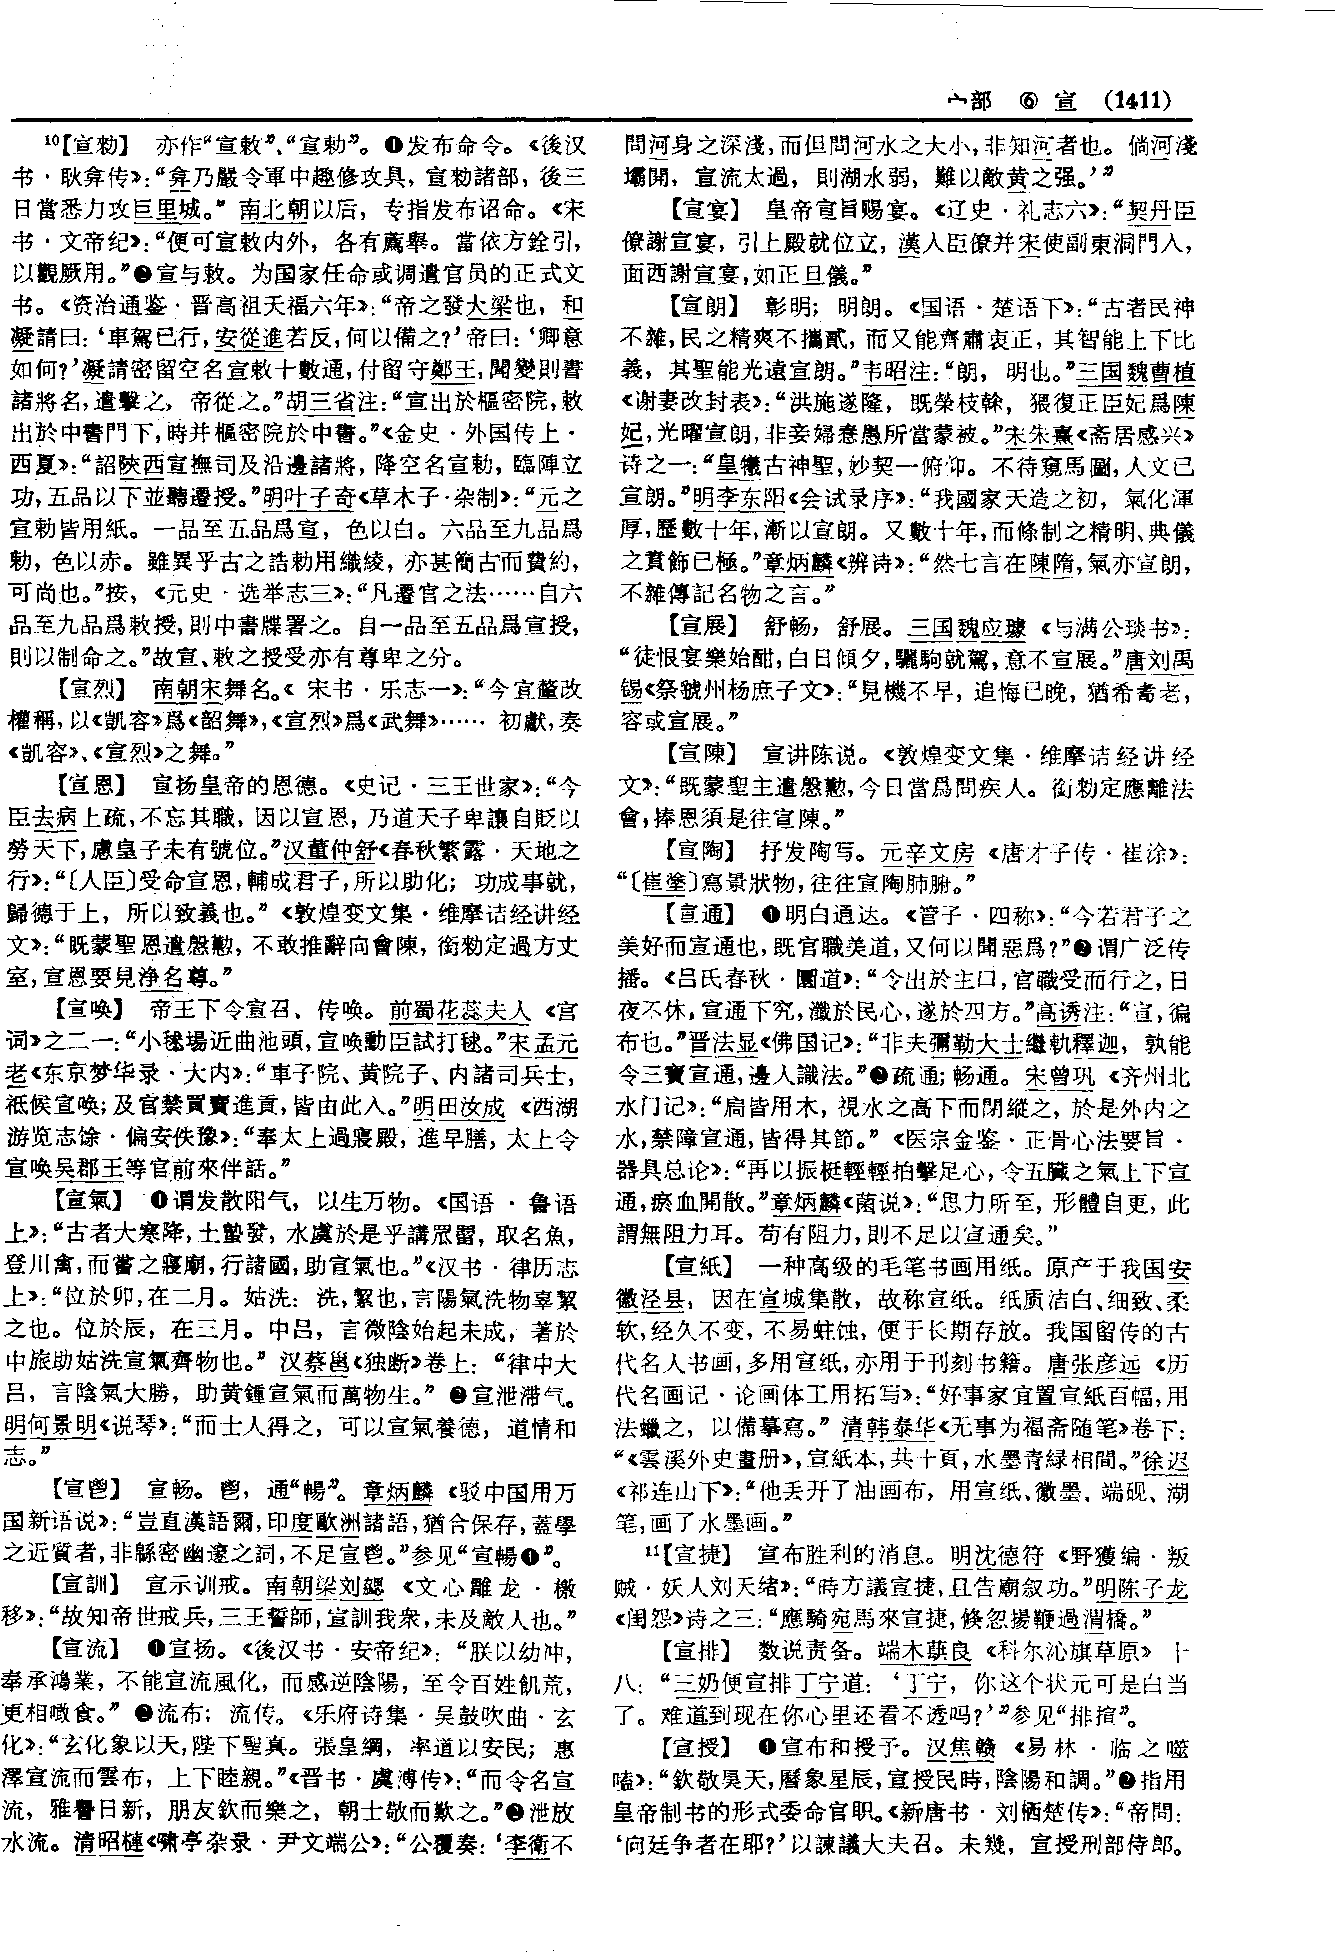 宀部 ⑥ 宣 (1411)
¹⁰【宣勑】 亦作“宣敕”、“宣勅”。❶发布命令。《後汉
书·耿弇传》：“弇乃嚴令軍中趣修攻具，宣勑諸部，後三
日當悉力攻巨里城。” 南北朝以后，专指发布诏命。《宋
书·文帝纪》：“便可宣敕内外，各有薦舉。當依方銓引，
以觀厥用。”❷宣与敕。为国家任命或调遣官员的正式文
书。《资治通鉴·晋高祖天福六年》：“帝之發大梁也，和
凝請曰：‘車駕已行，安從進若反，何以備之？’帝曰：‘卿意
如何？’凝請密留空名宣敕十數通，付留守鄭王，聞變則書
諸將名，遣擊之，帝從之。”胡三省注：“宣出於樞密院，敕
出於中書門下，時并樞密院於中書。”《金史·外国传上·
西夏》：“詔陝西宣撫司及沿邊諸將，降空名宣勅，臨陣立
功，五品以下並聽遷授。”明叶子奇《草木子·杂制》：“元之
宣勅皆用紙。一品至五品爲宣，色以白。六品至九品爲
勅，色以赤。雖異乎古之誥勅用織綾，亦甚簡古而費約，
可尚也。”按，《元史·选举志三》：“凡遷官之法……自六
品至九品爲敕授，則中書牒署之。自一品至五品爲宣授，
則以制命之。”故宣、敕之授受亦有尊卑之分。
【宣烈】 南朝宋舞名。《宋书·乐志一》：“今宜釐改
權稱，以《凱容》爲《韶舞》，《宣烈》爲《武舞》…… 初獻，奏
《凱容》、《宣烈》之舞。”
【宣恩】 宣扬皇帝的恩德。《史记·三王世家》：“今
臣去病上疏，不忘其職，因以宣恩，乃道天子卑讓自貶以
勞天下，慮皇子未有號位。”汉董仲舒《春秋繁露·天地之
行》：“〔人臣〕受命宣恩，輔成君子，所以助化；功成事就，
歸德于上，所以致義也。”《敦煌变文集·维摩诘经讲经
文》：“既蒙聖恩遣慇懃，不敢推辭向會陳，銜勑定過方丈
室，宣恩要見净名尊。”
【宣唤】 帝王下令宣召、传唤。前蜀花蕊夫人《宫
词》之二一：“小毬場近曲池頭，宣唤勳臣試打毬。”宋孟元
老《东京梦华录·大内》：“車子院、黄院子、内諸司兵士，
祗候宣唤；及官禁買賣進貢，皆由此入。”明田汝成《西湖
游览志馀·偏安佚豫》：“奉太上過寢殿，進早膳，太上令
宣唤吴郡王等官前來伴話。”
【宣氣】 ❶谓发散阳气，以生万物。《国语·鲁语
上》：“古者大寒降，土蟄發，水虞於是乎講罛罶，取名魚，
登川禽，而嘗之寢廟，行諸國，助宣氣也。”《汉书·律历志
上》：“位於卯，在二月。姑洗：洗，絜也，言陽氣洗物辜絜
之也。位於辰，在三月。中吕，言微陰始起未成，著於
中旅助姑洗宣氣齊物也。”汉蔡邕《独断》卷上：“律中大
吕，言陰氣大勝，助黄鍾宣氣而萬物生。”❷宣泄滞气。
明何景明《说琴》：“而士人得之，可以宣氣養德，道情和
志。”
【宣鬯】 宣畅。鬯，通“暢”。章炳麟《驳中国用万
国新语说》：“豈直漢語爾，印度歐洲諸語，猶合保存，蓋學
之近質者，非緜密幽邃之詞，不足宣鬯。”参见“宣暢❶”。
【宣訓】 宣示训戒。南朝梁刘勰《文心雕龙·檄
移》：“故知帝世戒兵，三王誓師，宣訓我衆，未及敵人也。”
【宣流】 ❶宣扬。《後汉书·安帝纪》：“朕以幼冲，
奉承鴻業，不能宣流風化，而感逆陰陽，至令百姓飢荒，
更相噉食。”❷流布；流传。《乐府诗集·吴鼓吹曲·玄
化》：“玄化象以天，陛下聖真。張皇綱，率道以安民；惠
澤宣流而雲布，上下睦親。”《晋书·虞溥传》：“而令名宣
流，雅譽日新，朋友欽而樂之，朝士敬而歎之。”❸泄放
水流。清昭槤《啸亭杂录·尹文端公》：“公覆奏：‘李衛不
問河身之深淺，而但問河水之大小，非知河者也。倘河淺
壩開，宣流太過，則湖水弱，難以敵黄之强。’”
【宣宴】 皇帝宣旨赐宴。《辽史·礼志六》：“契丹臣
僚謝宣宴，引上殿就位立，漢人臣僚并宋使副東洞門入，
面西謝宣宴，如正旦儀。”
【宣朗】 彰明；明朗。《国语·楚语下》：“古者民神
不雜，民之精爽不攜貳，而又能齊肅衷正，其智能上下比
義，其聖能光遠宣朗。”韦昭注：“朗，明也。”三国魏曹植
《谢妻改封表》：“洪施遂隆，既榮枝幹，猥復正臣妃爲陳
妃，光曜宣朗，非妾婦惷愚所當蒙被。”宋朱熹《斋居感兴》
诗之一：“皇犧古神聖，妙契一俯仰。不待窺馬圖，人文已
宣朗。”明李东阳《会试录序》：“我國家天造之初，氣化渾
厚，歷數十年，漸以宣朗。又數十年，而條制之精明、典儀
之賁飾已極。”章炳麟《辨诗》：“然七言在陳隋，氣亦宣朗，
不雜傳記名物之言。”
【宣展】 舒畅，舒展。三国魏应璩《与满公琰书》：
“徒恨宴樂始酣，白日傾夕，驪駒就駕，意不宣展。”唐刘禹
锡《祭虢州杨庶子文》：“見機不早，追悔已晚，猶希耇老，
容或宣展。”
【宣陳】 宣讲陈说。《敦煌变文集·维摩诘经讲经
文》：“既蒙聖主遣慇懃，今日當爲問疾人。銜勑定應離法
會，捧恩須是往宣陳。”
【宣陶】 抒发陶写。元辛文房《唐才子传·崔涂》：
“〔崔塗〕寫景狀物，往往宣陶肺腑。”
【宣通】 ❶明白通达。《管子·四称》：“今若君子之
美好而宣通也，既官職美道，又何以聞惡爲？”❷谓广泛传
播。《吕氏春秋·圜道》：“令出於主口，官職受而行之，日
夜不休，宣通下究，瀸於民心，遂於四方。”高诱注：“宣，徧
布也。”晋法显《佛国记》：“非夫彌勒大士繼軌釋迦，孰能
令三寶宣通，邊人識法。”❸疏通；畅通。宋曾巩《齐州北
水门记》：“扃皆用木，視水之高下而閉縱之，於是外内之
水，禁障宣通，皆得其節。”《医宗金鉴·正骨心法要旨·
器具总论》：“再以振梃輕輕拍擊足心，令五臟之氣上下宣
通，瘀血開散。”章炳麟《菌说》：“思力所至，形體自更，此
謂無阻力耳。苟有阻力，則不足以宣通矣。”
【宣紙】 一种高级的毛笔书画用纸。原产于我国安
徽泾县，因在宣城集散，故称宣纸。纸质洁白、细致、柔
软，经久不变，不易蛀蚀，便于长期存放。我国留传的古
代名人书画，多用宣纸，亦用于刊刻书籍。唐张彦远《历
代名画记·论画体工用拓写》：“好事家宜置宣紙百幅，用
法蠟之，以備摹寫。”清韩泰华《无事为福斋随笔》卷下：
“《雲溪外史畫册》，宣紙本，共十頁，水墨青緑相間。”徐迟
《祁连山下》：“他丢开了油画布，用宣纸、徽墨、端砚、湖
笔，画了水墨画。”
¹¹【宣捷】 宣布胜利的消息。明沈德符《野獲编·叛
贼·妖人刘天绪》：“時方議宣捷，且告廟叙功。”明陈子龙
《闺怨》诗之三：“應騎宛馬來宣捷，倏忽揚鞭過渭橋。”
【宣排】 数说责备。端木蕻良《科尔沁旗草原》十
八：“三奶便宣排丁宁道：‘丁宁，你这个状元可是白当
了。难道到现在你心里还看不透吗？’”参见“排揎”。
【宣授】 ❶宣布和授予。汉焦赣《易林·临之噬
嗑》：“欽敬昊天，曆象星辰，宣授民時，陰陽和調。”❷指用
皇帝制书的形式委命官职。《新唐书·刘栖楚传》：“帝問：
‘向廷争者在耶？’以諫議大夫召。未幾，宣授刑部侍郎。